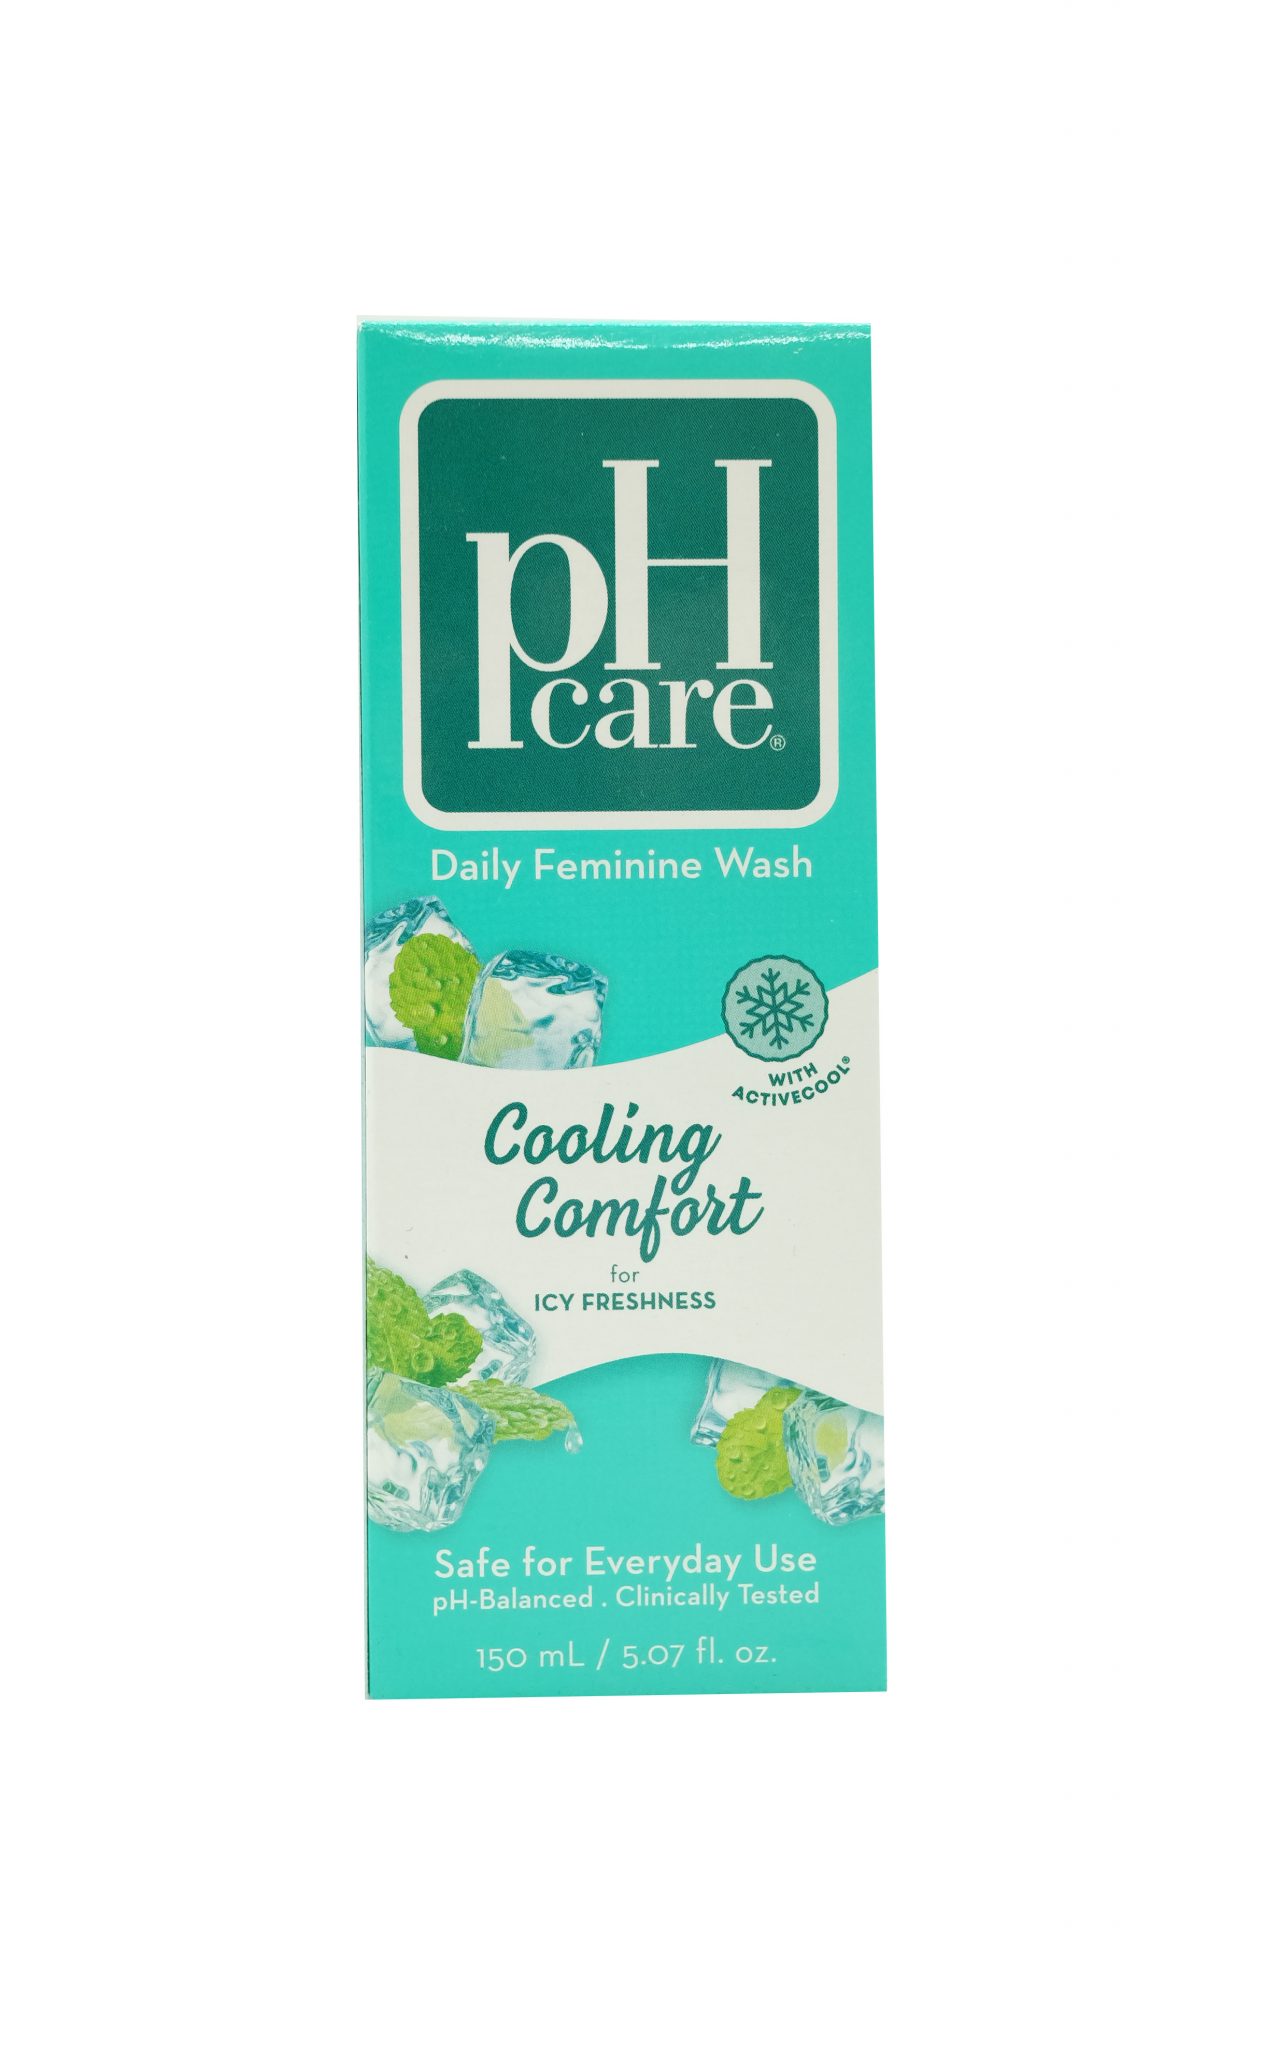 pH
care®
Daily Feminine Wash
WITH
ACTIVECOOL®
Cooling
Comfort
for
ICY FRESHNESS
Safe for Everyday Use
pH-Balanced . Clinically Tested
150 mL / 5.07 fl. oz.